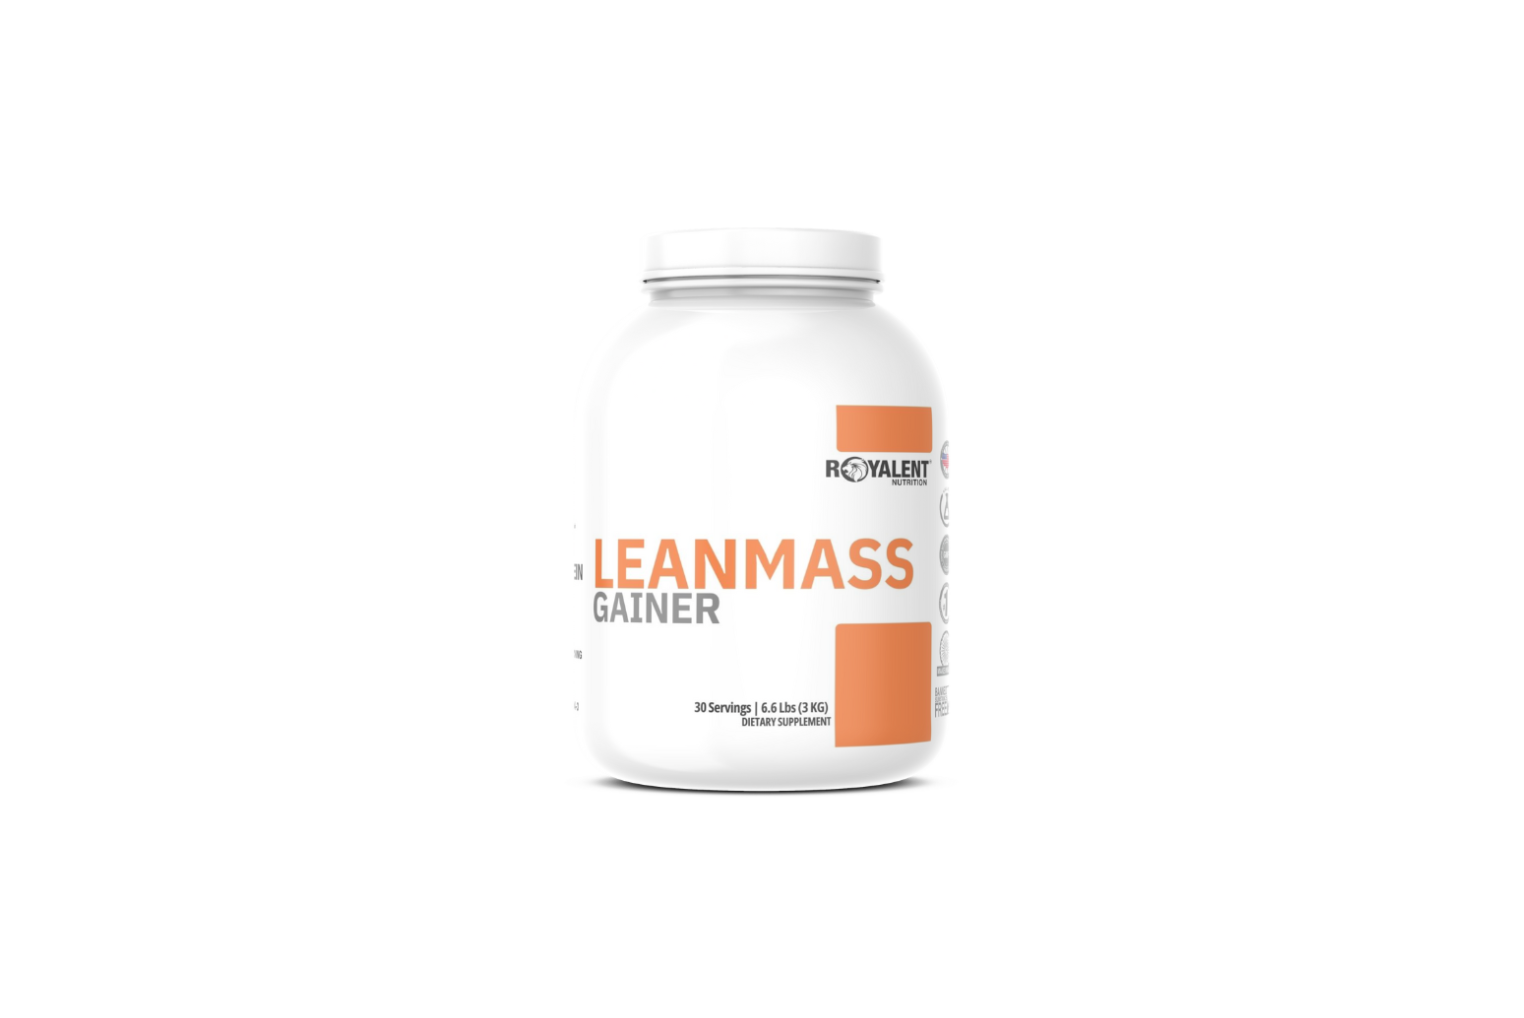 ROYALENT
NUTRITION
LEANMASS
GAINER
30 Servings | 6.6 Lbs (3 KG)
DIETARY SUPPLEMENT